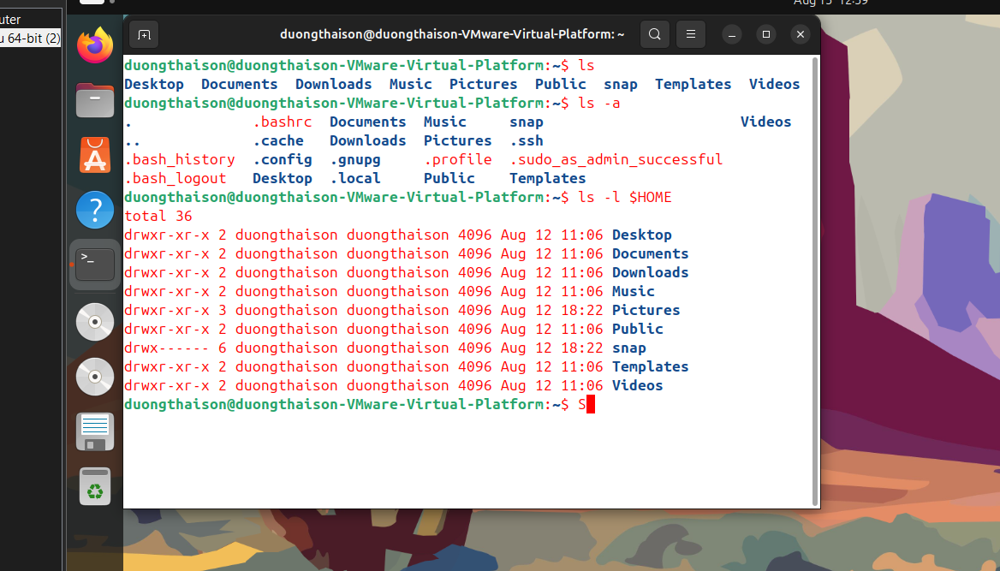 Aug 15 12:59
uter
u 64-bit (2)
duongthaison@duongthaison-VMware-Virtual-Platform: ~
duongthaison@duongthaison-VMware-Virtual-Platform:~$ ls
Desktop Documents Downloads Music Pictures Public snap Templates Videos
duongthaison@duongthaison-VMware-Virtual-Platform:~$ ls -a
. .bashrc Documents Music snap Videos
.. .cache Downloads Pictures .ssh
.bash_history .config .gnupg .profile .sudo_as_admin_successful
.bash_logout Desktop .local Public Templates
duongthaison@duongthaison-VMware-Virtual-Platform:~$ ls -l $HOME
total 36
drwxr-xr-x 2 duongthaison duongthaison 4096 Aug 12 11:06 Desktop
drwxr-xr-x 2 duongthaison duongthaison 4096 Aug 12 11:06 Documents
drwxr-xr-x 2 duongthaison duongthaison 4096 Aug 12 11:06 Downloads
drwxr-xr-x 2 duongthaison duongthaison 4096 Aug 12 11:06 Music
drwxr-xr-x 3 duongthaison duongthaison 4096 Aug 12 18:22 Pictures
drwxr-xr-x 2 duongthaison duongthaison 4096 Aug 12 11:06 Public
drwx------ 6 duongthaison duongthaison 4096 Aug 12 18:22 snap
drwxr-xr-x 2 duongthaison duongthaison 4096 Aug 12 11:06 Templates
drwxr-xr-x 2 duongthaison duongthaison 4096 Aug 12 11:06 Videos
duongthaison@duongthaison-VMware-Virtual-Platform:~$ S